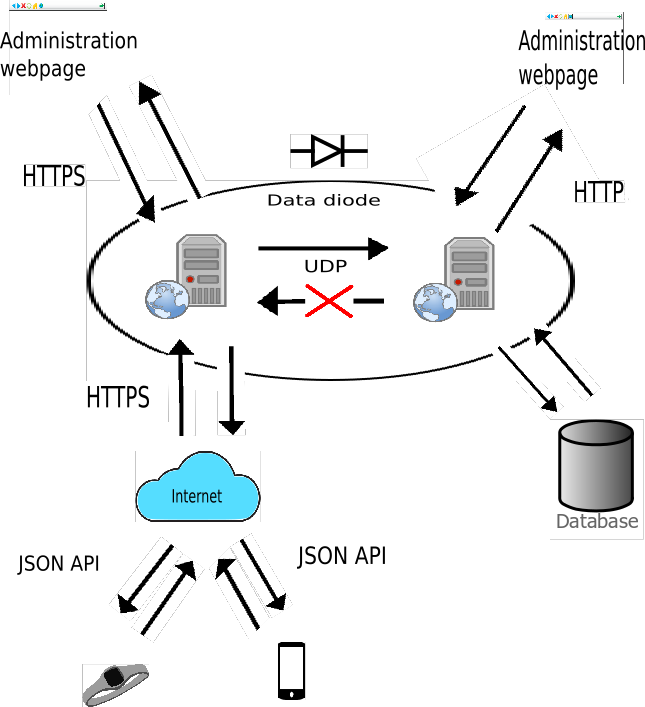 Administration
webpage
Administration
webpage
HTTPS
HTTP
Data diode
UDP
HTTPS
Internet
JSON API
JSON API
Database